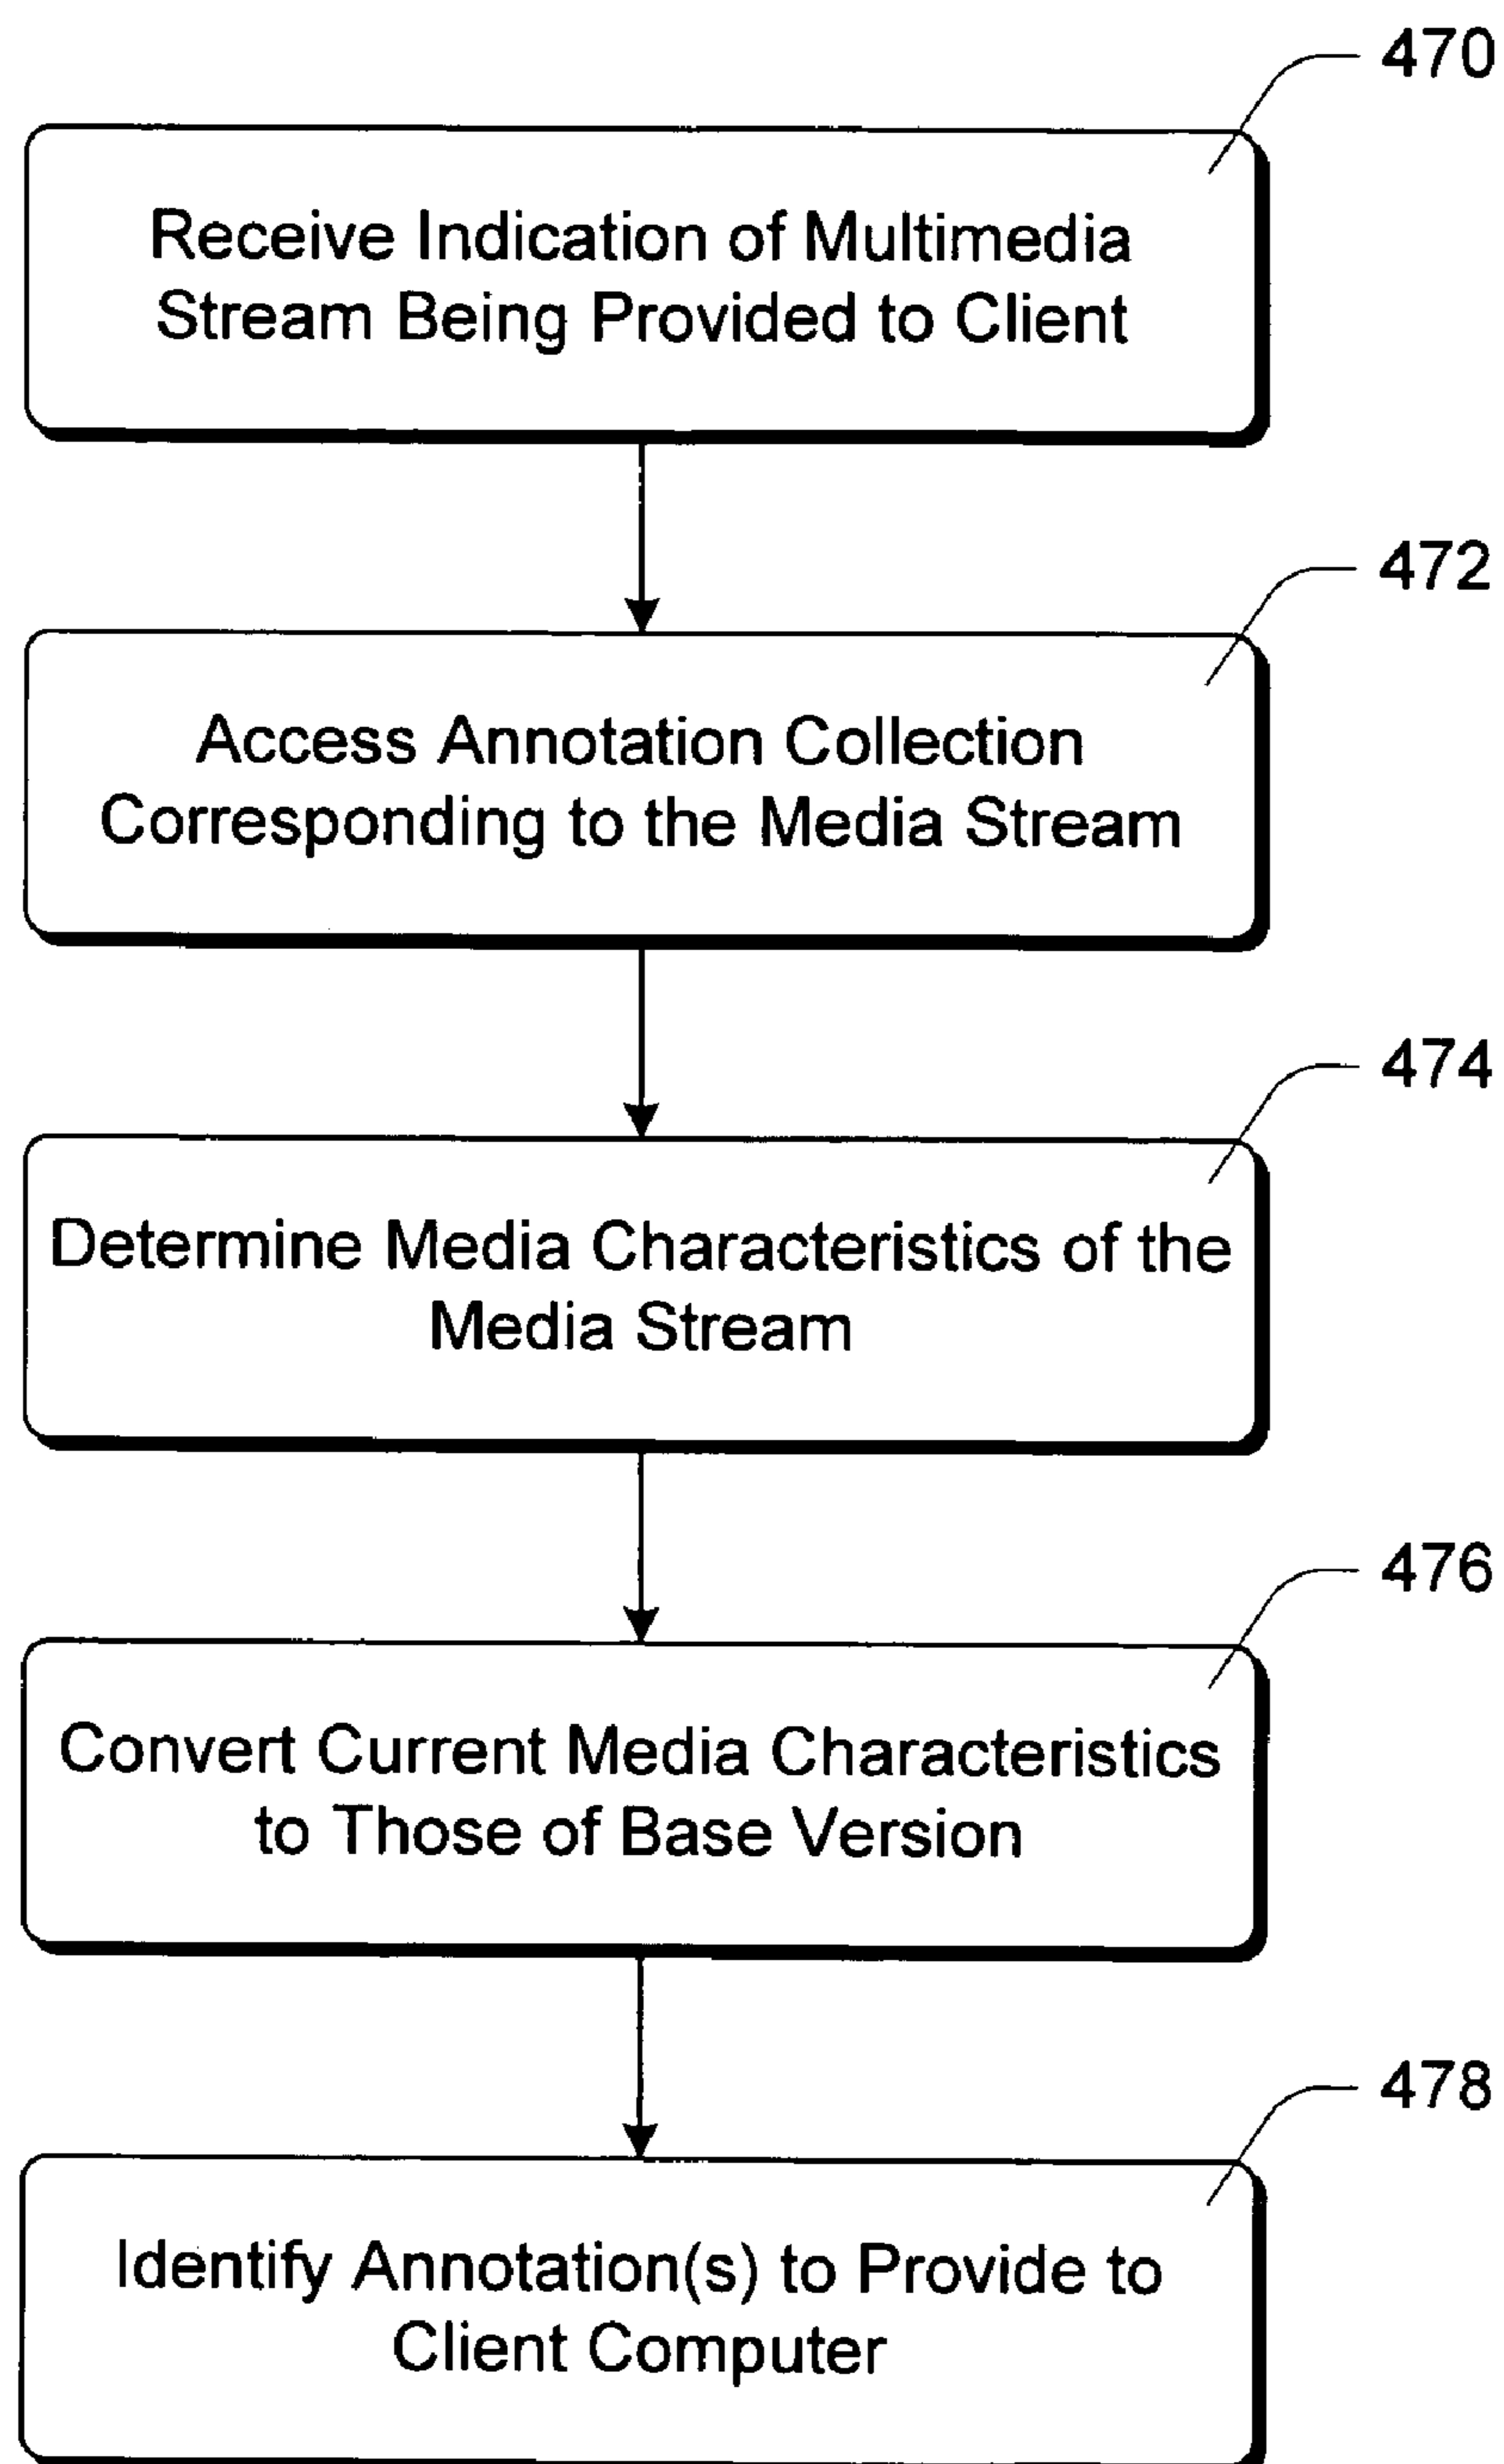 470
Receive Indication of Multimedia
Stream Being Provided to Client
472
Access Annotation Collection
Corresponding to the Media Stream
474
Determine Media Characteristics of the
Media Stream
476
Convert Current Media Characteristics
to Those of Base Version
478
Identify Annotation(s) to Provide to
Client Computer